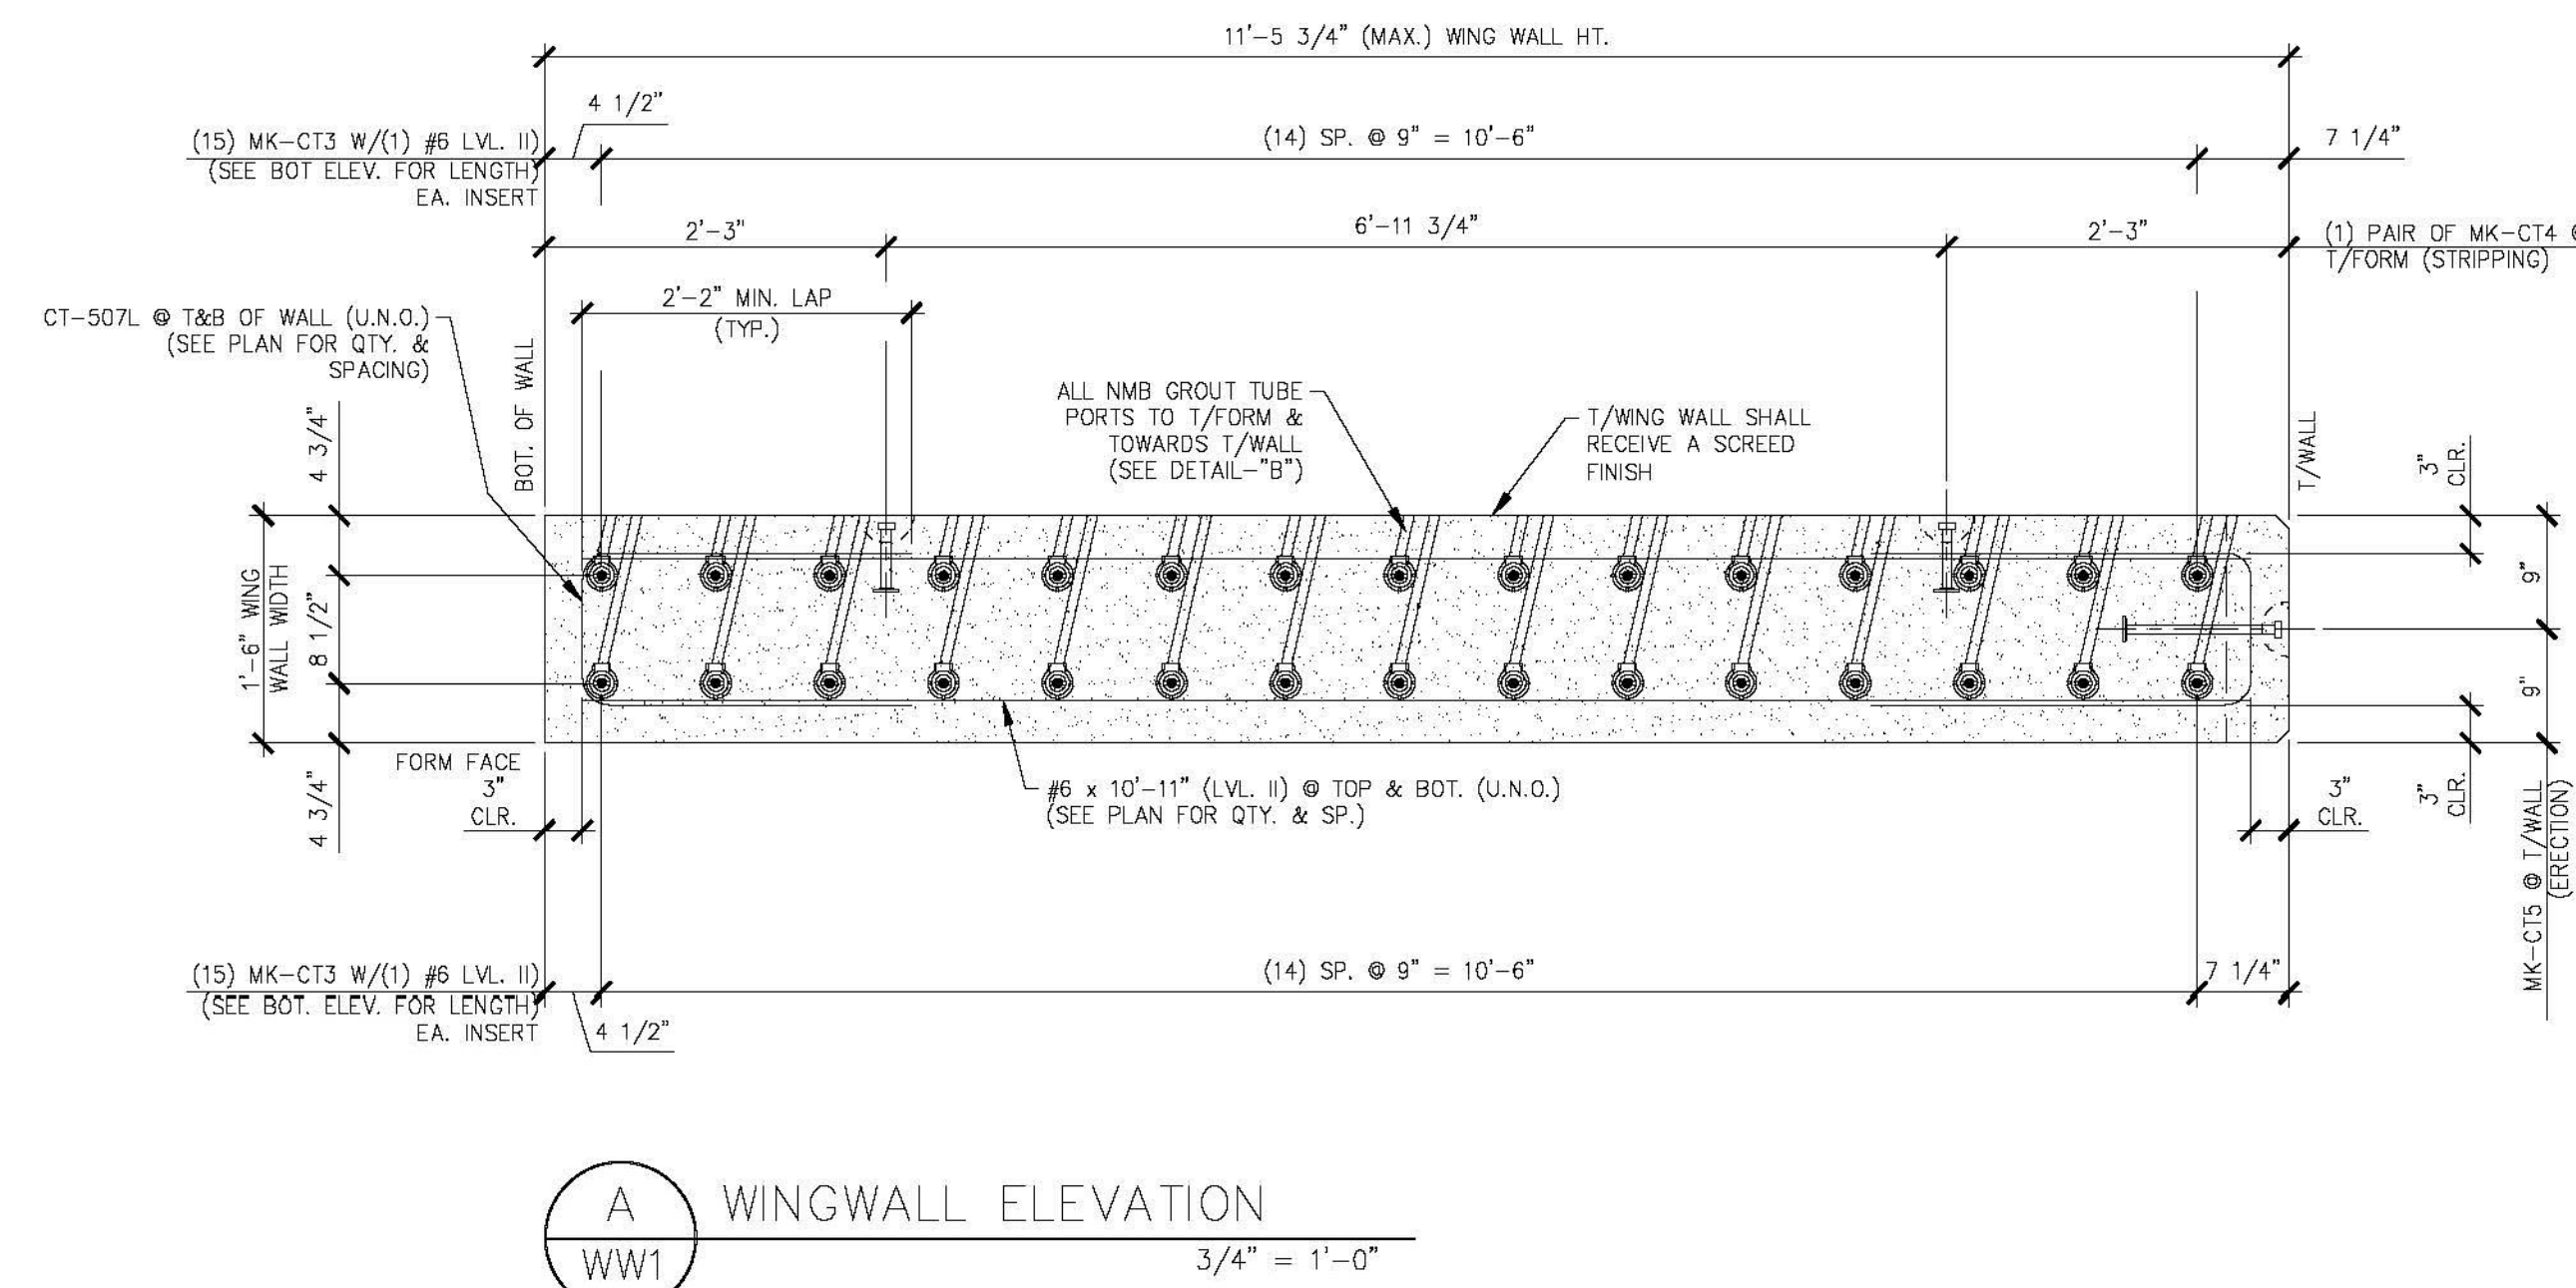 11'-5 3/4" (MAX.) WING WALL HT.
4 1/2"
(15) MK-CT3 W/(1) #6 LVL. II)
(SEE BOT ELEV. FOR LENGTH)
EA. INSERT
(14) SP. @ 9" = 10'-6"
7 1/4"
2'-3"
6'-11 3/4"
2'-3"
(1) PAIR OF MK-CT4 @
T/FORM (STRIPPING)
2'-2" MIN. LAP
(TYP.)
CT-507L @ T&B OF WALL (U.N.O.)
(SEE PLAN FOR QTY. &
SPACING)
BOT. OF WALL
ALL NMB GROUT TUBE
PORTS TO T/FORM &
TOWARDS T/WALL
(SEE DETAIL-"B")
T/WING WALL SHALL
RECEIVE A SCREED
FINISH
T/WALL
3"
CLR.
4 3/4"
1'-6" WING
WALL WIDTH
8 1/2"
4 3/4"
9"
9"
FORM FACE
3"
CLR.
#6 x 10'-11" (LVL. II) @ TOP & BOT. (U.N.O.)
(SEE PLAN FOR QTY. & SP.)
3"
CLR.
3"
CLR.
MK-CT5 @ T/WALL
(ERECTION)
(15) MK-CT3 W/(1) #6 LVL. II)
(SEE BOT. ELEV. FOR LENGTH)
EA. INSERT
4 1/2"
(14) SP. @ 9" = 10'-6"
7 1/4"
A
WW1
WINGWALL ELEVATION
3/4" = 1'-0"